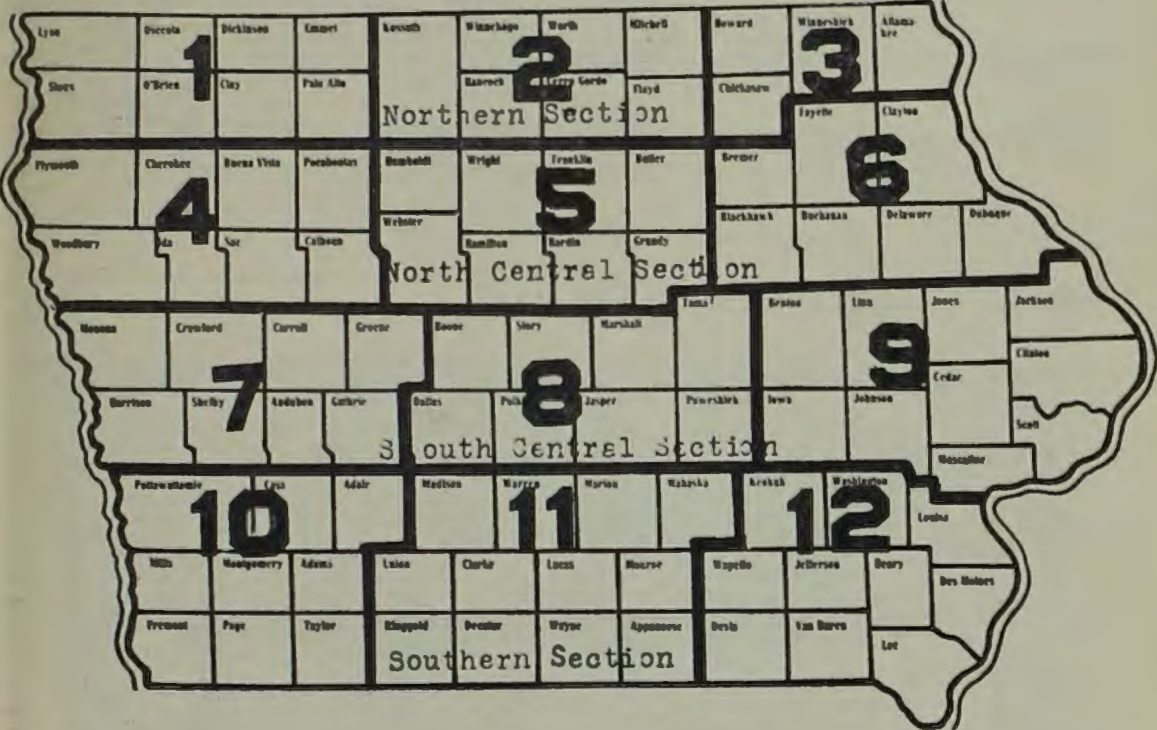 Lyon Osceola Dickinson Emmet Kossuth Winnebago Worth Mitchell Howard Winneshiek Allama-
kee
1 2 3
Sioux O'Brien Clay Palo Alto Hancock Cerro Gordo Floyd Chickasaw
Northern Section
Fayette Clayton
Plymouth Cherokee Buena Vista Pocahontas Humboldt Wright Franklin Butler Bremer
4 5 6
Webster Blackhawk Buchanan Delaware Dubuque
Woodbury Ida Sac Calhoun Hamilton Hardin Grundy
North Central Section
Tama Benton Linn Jones Jackson
Monona Crawford Carroll Greene Boone Story Marshall
Clinton
7 8 9
Cedar
Harrison Shelby Audubon Guthrie Dallas Polk Jasper Poweshiek Iowa Johnson
Scott
South Central Section
Muscatine
Pottawattamie Cass Adair Madison Warren Marion Mahaska Keokuk Washington
10 11 12
Louisa
Mills Montgomery Adams Union Clarke Lucas Monroe Wapello Jefferson Henry
Des Moines
Fremont Page Taylor Ringgold Decatur Wayne Appanoose Davis Van Buren
Lee
Southern Section